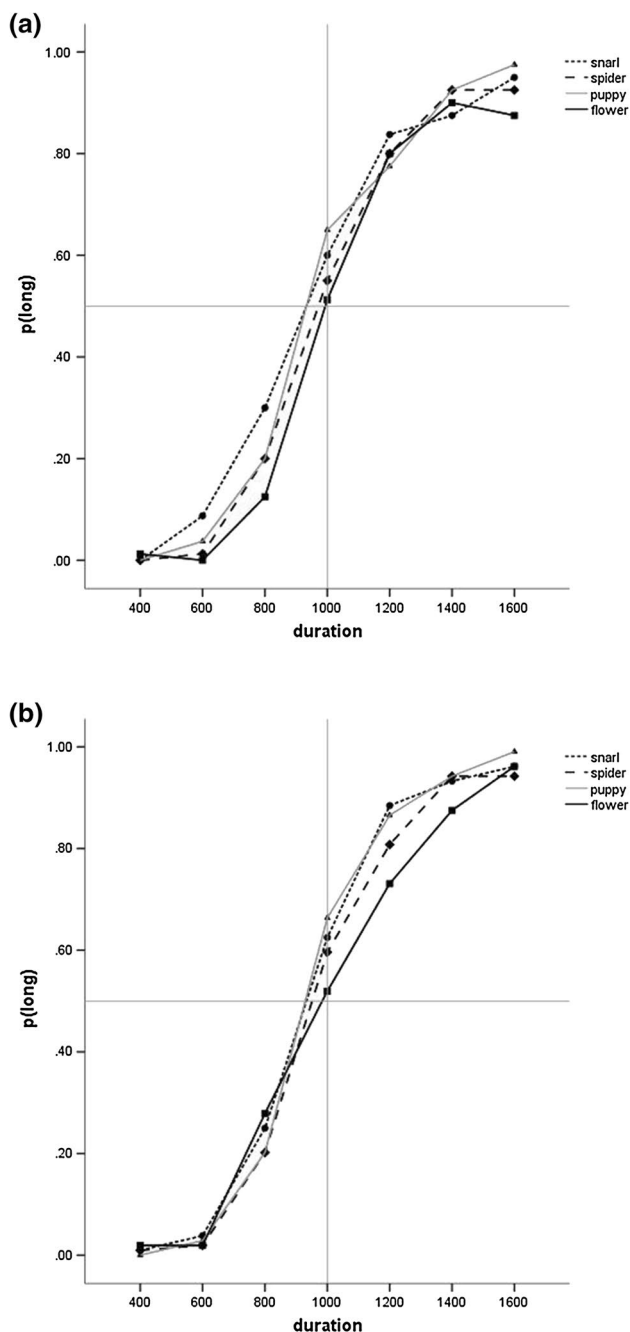 (a)
1.00
.80
.60
.40
.20
.00
p(long)
400 600 800 1000 1200 1400 1600
duration
snarl
spider
puppy
flower
(b)
1.00
.80
.60
.40
.20
.00
p(long)
400 600 800 1000 1200 1400 1600
duration
snarl
spider
puppy
flower